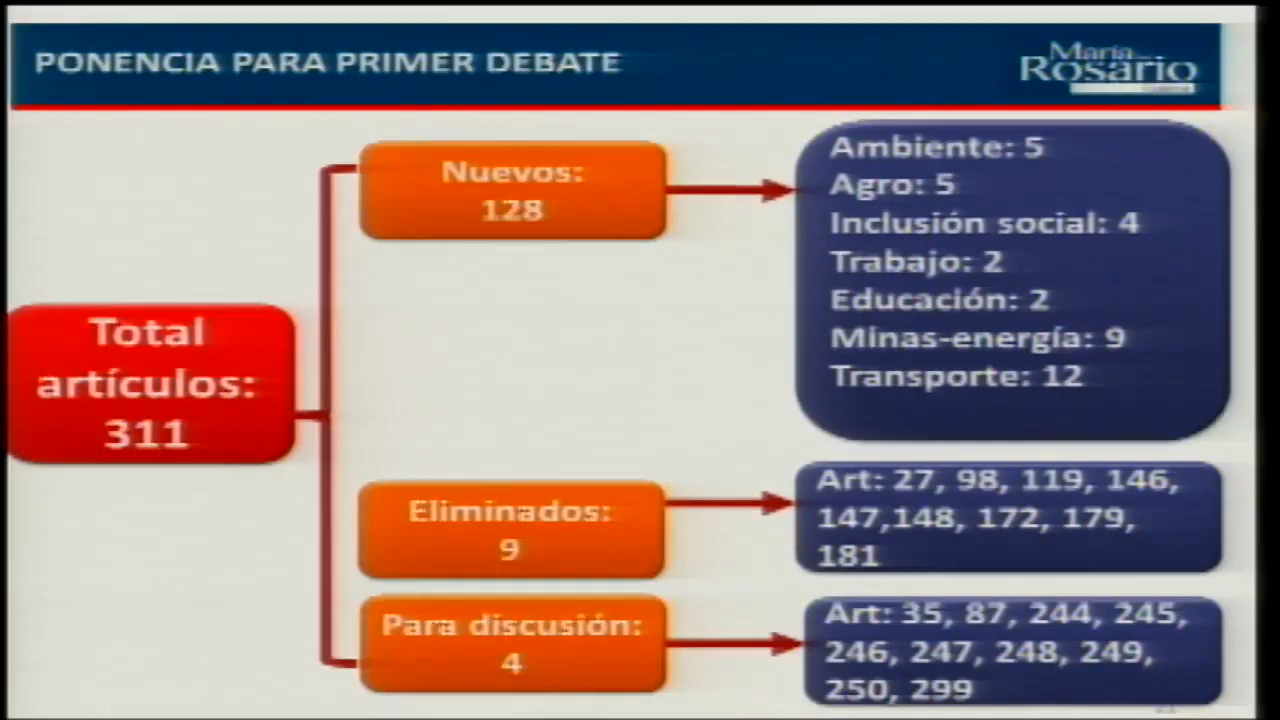 PONENCIA PARA PRIMER DEBATE
María
Rosario
Total
artículos:
311
Nuevos:
128
Ambiente: 5
Agro: 5
Inclusión social: 4
Trabajo: 2
Educación: 2
Minas-energía: 9
Transporte: 12
Eliminados:
9
Art: 27, 98, 119, 146,
147,148, 172, 179,
181
Para discusión:
4
Art: 35, 87, 244, 245,
246, 247, 248, 249,
250, 299